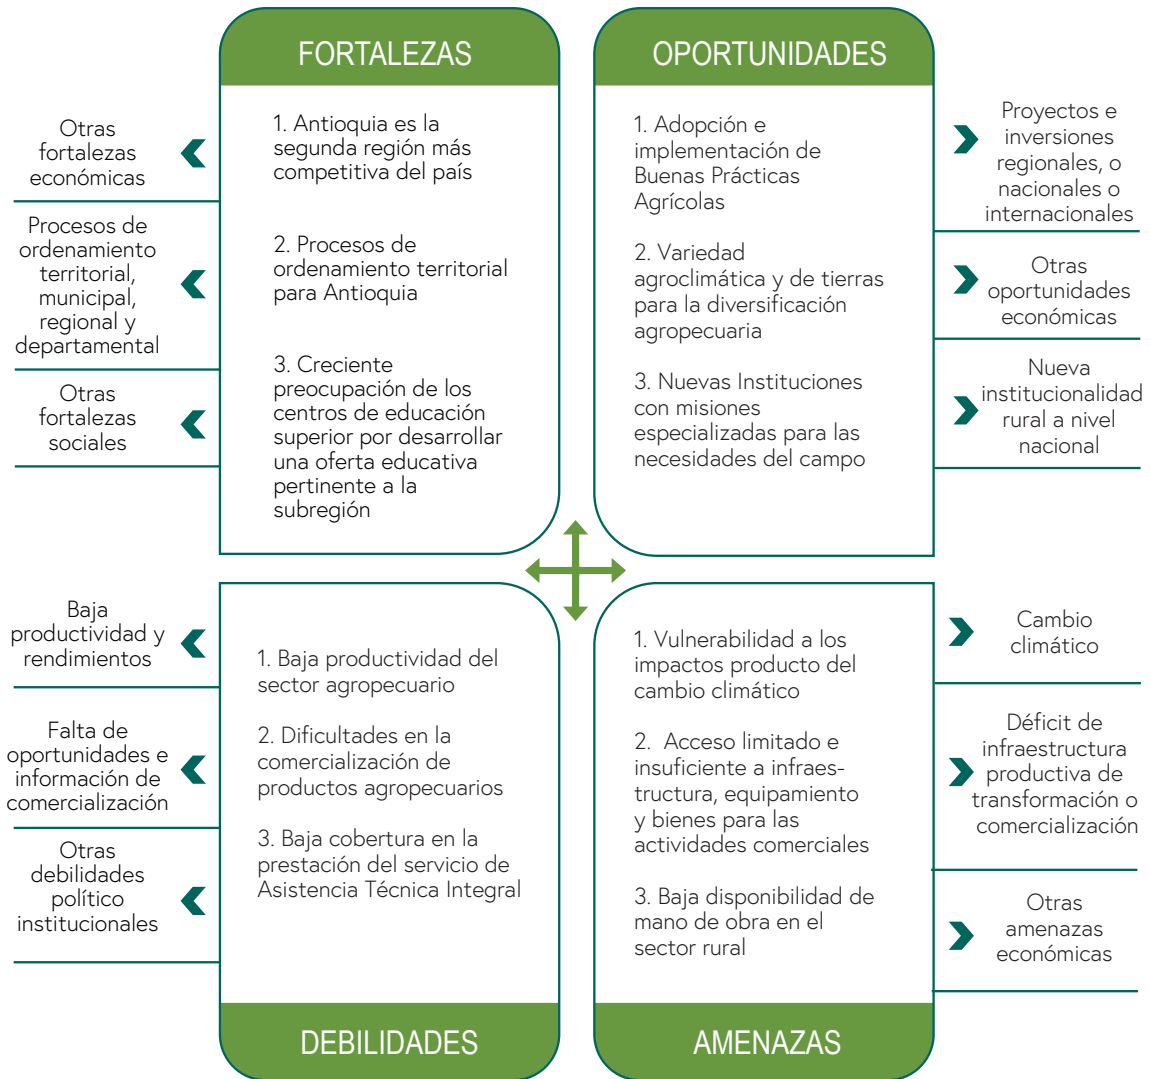 FORTALEZAS
Otras
fortalezas
económicas
Procesos de
ordenamiento
territorial,
municipal,
regional y
departamental
Otras
fortalezas
sociales
1. Antioquia es la
segunda región más
competitiva del país
2. Procesos de
ordenamiento territorial
para Antioquia
3. Creciente
preocupación de los
centros de educación
superior por desarrollar
una oferta educativa
pertinente a la
subregión
OPORTUNIDADES
1. Adopción e
implementación de
Buenas Prácticas
Agrícolas
2. Variedad
agroclimática y de tierras
para la diversificación
agropecuaria
3. Nuevas Instituciones
con misiones
especializadas para las
necesidades del campo
Proyectos e
inversiones
regionales, o
nacionales o
internacionales
Otras
oportunidades
económicas
Nueva
institucionalidad
rural a nivel
nacional
Baja
productividad y
rendimientos
Falta de
oportunidades e
información de
comercialización
Otras
debilidades
político
institucionales
1. Baja productividad del
sector agropecuario
2. Dificultades en la
comercialización de
productos agropecuarios
3. Baja cobertura en la
prestación del servicio de
Asistencia Técnica Integral
DEBILIDADES
1. Vulnerabilidad a los
impactos producto del
cambio climático
2. Acceso limitado e
insuficiente a infraes-
tructura, equipamiento
y bienes para las
actividades comerciales
3. Baja disponibilidad de
mano de obra en el
sector rural
AMENAZAS
Cambio
climático
Déficit de
infraestructura
productiva de
transformación o
comercialización
Otras
amenazas
económicas